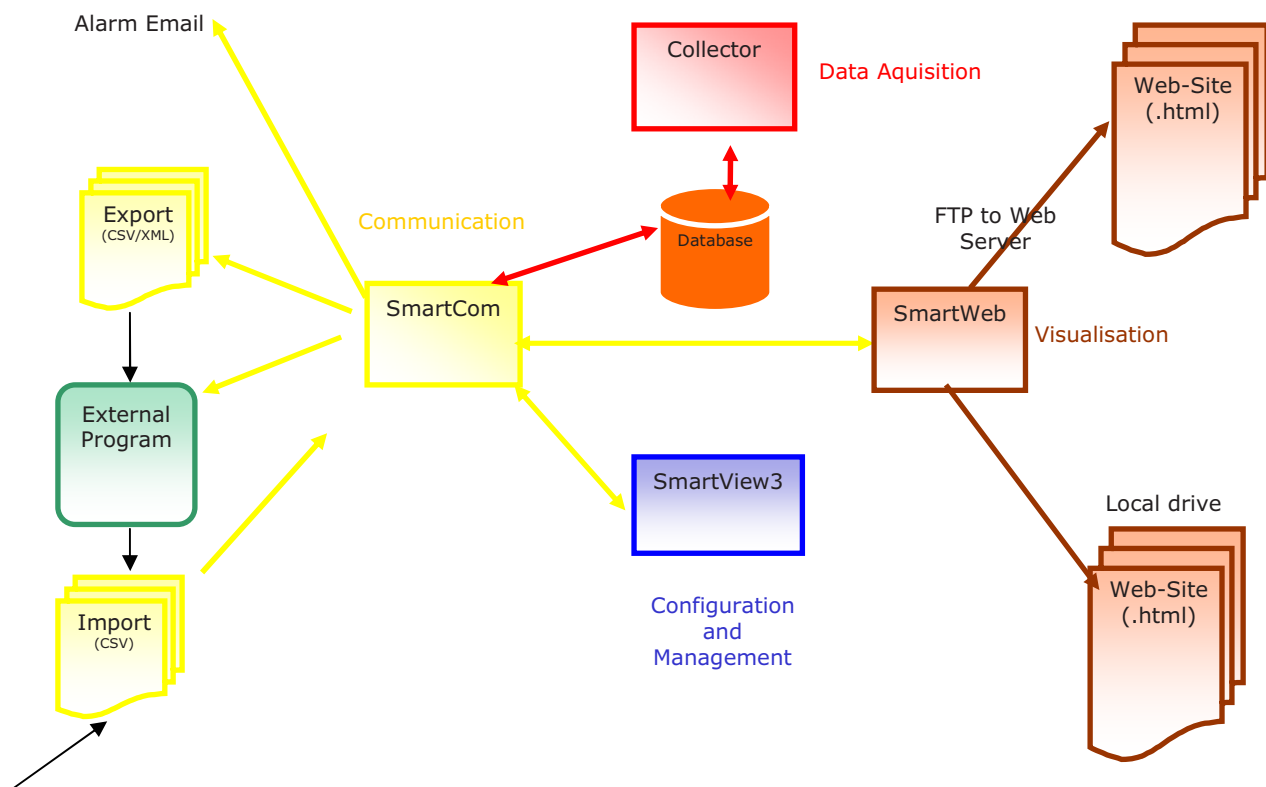 Alarm Email
Collector
Data Aquisition
Web-Site
(.html)
Export
(CSV/XML)
Communication
FTP to Web
Server
Database
SmartCom
SmartWeb
Visualisation
External
Program
SmartView3
Local drive
Web-Site
(.html)
Import
(CSV)
Configuration
and
Management